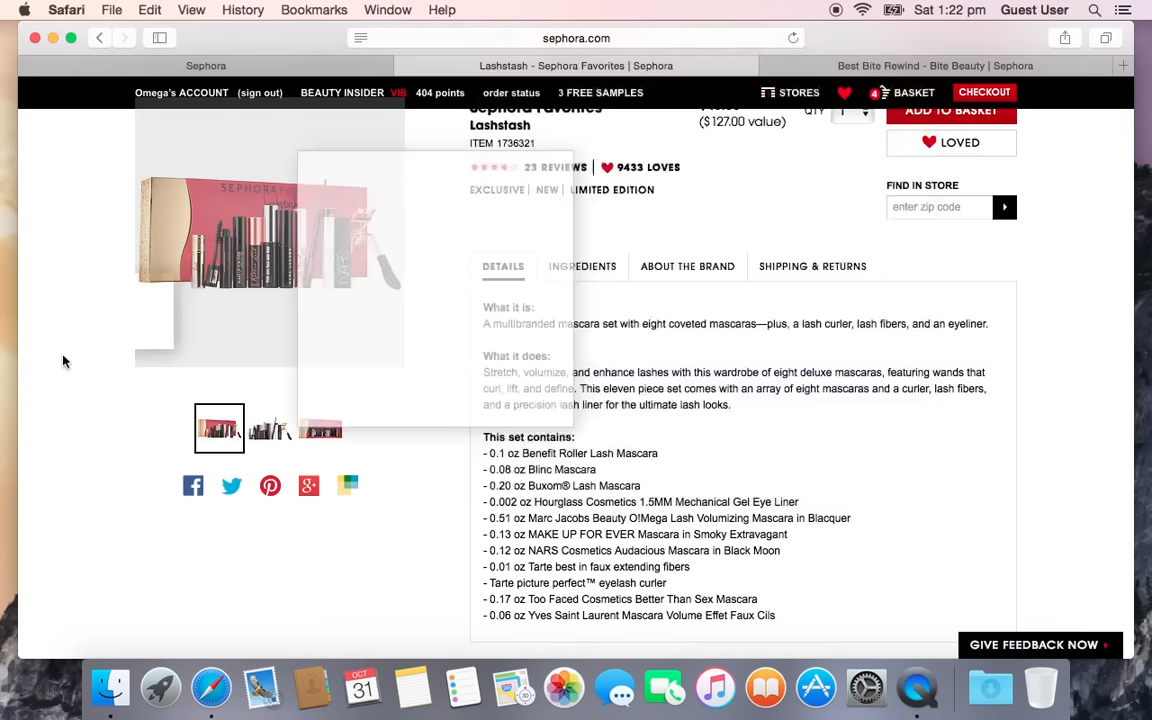 Safari File Edit View History Bookmarks Window Help Sat 1:22 pm Guest User
sephora.com
Sephora Lashstash - Sephora Favorites | Sephora Best Bite Rewind - Bite Beauty | Sephora
Omega's ACCOUNT (sign out) BEAUTY INSIDER VIB 404 points order status 3 FREE SAMPLES STORES 4 BASKET CHECKOUT
Sephora Favorites
Lashstash
ITEM 1736321
($127.00 value)
QTY 1
ADD TO BASKET
LOVED
23 REVIEWS | 9433 LOVES
EXCLUSIVE | NEW | LIMITED EDITION
FIND IN STORE
enter zip code
SEPHORA
NARS
DETAILS INGREDIENTS ABOUT THE BRAND SHIPPING & RETURNS
What it is:
A multibranded mascara set with eight coveted mascaras—plus, a lash curler, lash fibers, and an eyeliner.
What it does:
Stretch, volumize, and enhance lashes with this wardrobe of eight deluxe mascaras, featuring wands that
curl, lift, and define. This eleven piece set comes with an array of eight mascaras and a curler, lash fibers,
and a precision lash liner for the ultimate lash looks.
This set contains:
- 0.1 oz Benefit Roller Lash Mascara
- 0.08 oz Blinc Mascara
- 0.20 oz Buxom® Lash Mascara
- 0.002 oz Hourglass Cosmetics 1.5MM Mechanical Gel Eye Liner
- 0.51 oz Marc Jacobs Beauty O!Mega Lash Volumizing Mascara in Blacquer
- 0.13 oz MAKE UP FOR EVER Mascara in Smoky Extravagant
- 0.12 oz NARS Cosmetics Audacious Mascara in Black Moon
- 0.01 oz Tarte best in faux extending fibers
- Tarte picture perfect™ eyelash curler
- 0.17 oz Too Faced Cosmetics Better Than Sex Mascara
- 0.06 oz Yves Saint Laurent Mascara Volume Effet Faux Cils
GIVE FEEDBACK NOW
OCT
31